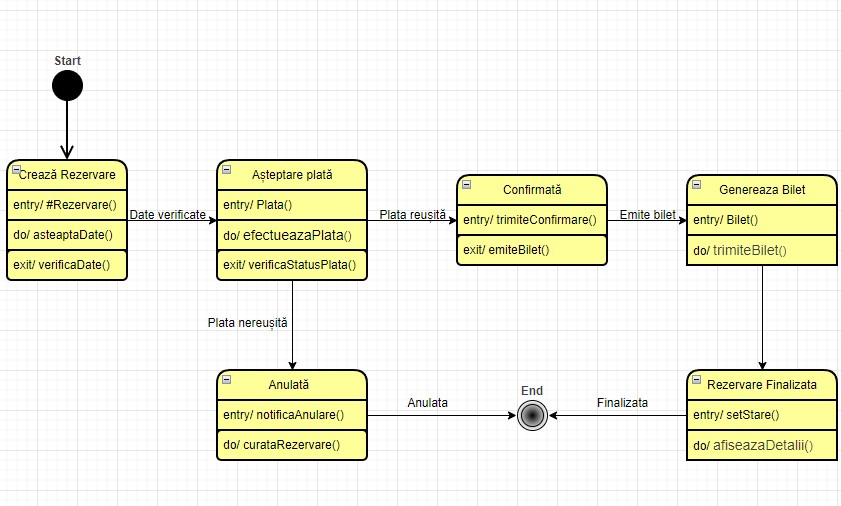 Start
Crează Rezervare
entry/ #Rezervare()
do/ asteaptaDate()
exit/ verificaDate()
Date verificate
Așteptare plată
entry/ Plata()
do/ efectueazaPlata()
exit/ verificaStatusPlata()
Plata reușită
Confirmată
entry/ trimiteConfirmare()
exit/ emiteBilet()
Emite bilet
Genereaza Bilet
entry/ Bilet()
do/ trimiteBilet()
Plata nereușită
Anulată
entry/ notificaAnulare()
do/ curataRezervare()
Anulata
End
Finalizata
Rezervare Finalizata
entry/ setStare()
do/ afiseazaDetalii()